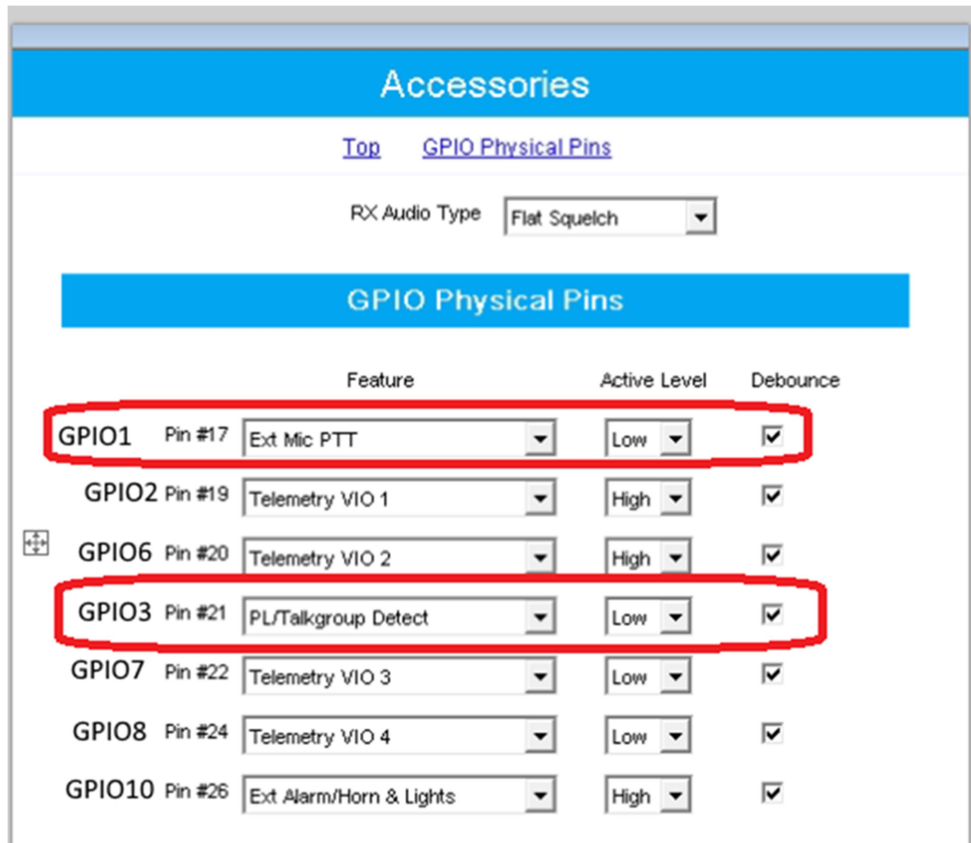 Accessories
Top GPIO Physical Pins
RX Audio Type Flat Squelch
GPIO Physical Pins
Feature Active Level Debounce
GPIO1 Pin #17 Ext Mic PTT Low
GPIO2 Pin #19 Telemetry VIO 1 High
GPIO6 Pin #20 Telemetry VIO 2 High
GPIO3 Pin #21 PL/Talkgroup Detect Low
GPIO7 Pin #22 Telemetry VIO 3 Low
GPIO8 Pin #24 Telemetry VIO 4 Low
GPIO10 Pin #26 Ext Alarm/Horn & Lights High